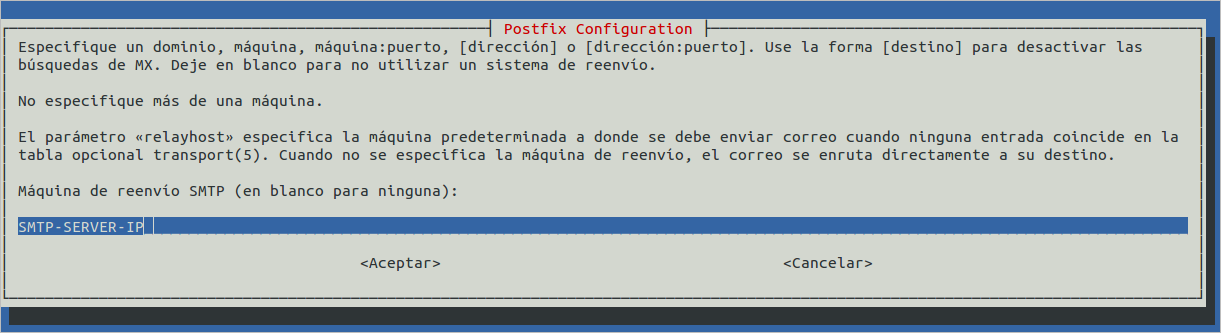 Postfix Configuration
Especifique un dominio, máquina, máquina:puerto, [dirección] o [dirección:puerto]. Use la forma [destino] para desactivar las
búsquedas de MX. Deje en blanco para no utilizar un sistema de reenvío.
No especifique más de una máquina.
El parámetro «relayhost» especifica la máquina predeterminada a donde se debe enviar correo cuando ninguna entrada coincide en la
tabla opcional transport(5). Cuando no se especifica la máquina de reenvío, el correo se enruta directamente a su destino.
Máquina de reenvío SMTP (en blanco para ninguna):
SMTP-SERVER-IP
<Aceptar> <Cancelar>